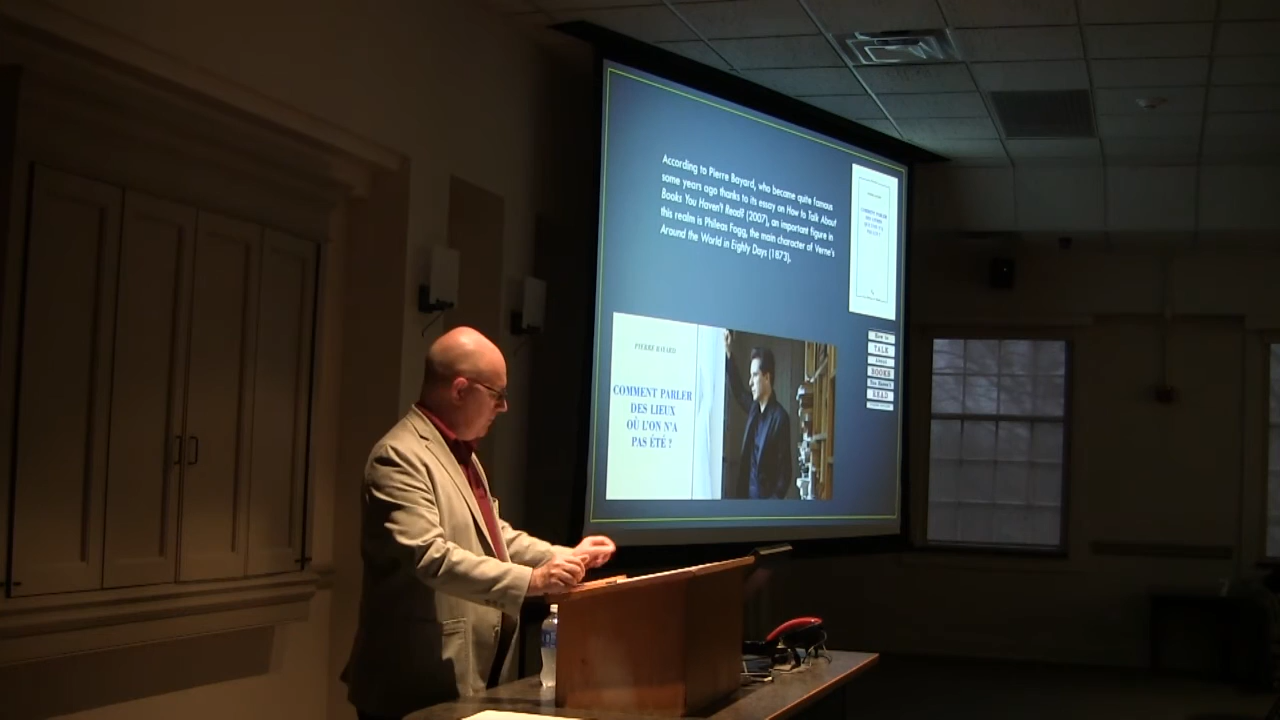 According to Pierre Bayard, who became quite famous
some years ago thanks to its essay on How to Talk About
Books You Haven't Read? (2007), an important figure in
this realm is Phileas Fogg, the main character of Verne's
Around the World in Eighty Days (1873).
COMMENT PARLER
PIERRE BAYARD
COMMENT PARLER
DES LIEUX
OÙ L'ON N'A
PAS ÉTÉ ?
How to
TALK
About
BOOKS
You Haven't
READ